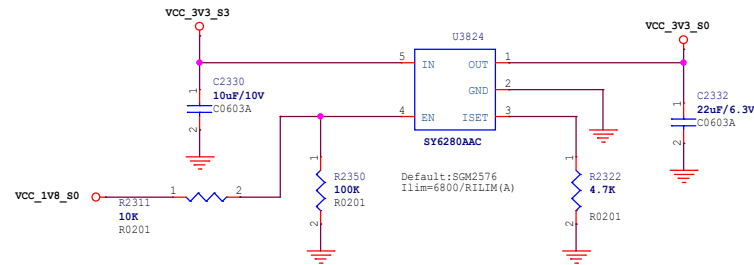 VCC_3V3_S3
U3824
VCC_3V3_S0
5
IN
OUT
1
C2330
10uF/10V
C0603A
1
2
GND
2
C2332
22uF/6.3V
C0603A
1
2
4
EN
ISET
3
SY6280AAC
1
R2350
100K
R0201
2
Default:SGM2576
Ilim=6800/RILIM(A)
1
R2322
4.7K
R0201
2
VCC_1V8_S0
1
2
R2311
10K
R0201